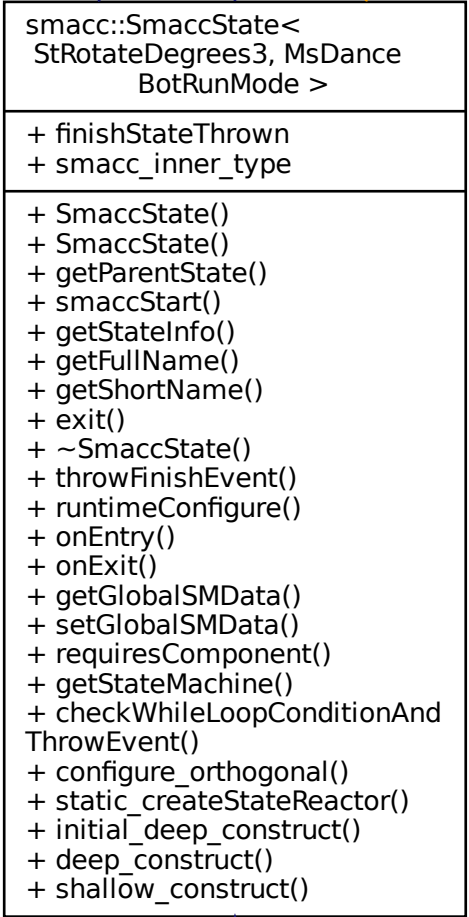 smacc::SmaccState<
StRotateDegrees3, MsDance
BotRunMode >
+ finishStateThrown
+ smacc_inner_type
+ SmaccState()
+ SmaccState()
+ getParentState()
+ smaccStart()
+ getStateInfo()
+ getFullName()
+ getShortName()
+ exit()
+ ~SmaccState()
+ throwFinishEvent()
+ runtimeConfigure()
+ onEntry()
+ onExit()
+ getGlobalSMData()
+ setGlobalSMData()
+ requiresComponent()
+ getStateMachine()
+ checkWhileLoopConditionAnd
ThrowEvent()
+ configure_orthogonal()
+ static_createStateReactor()
+ initial_deep_construct()
+ deep_construct()
+ shallow_construct()